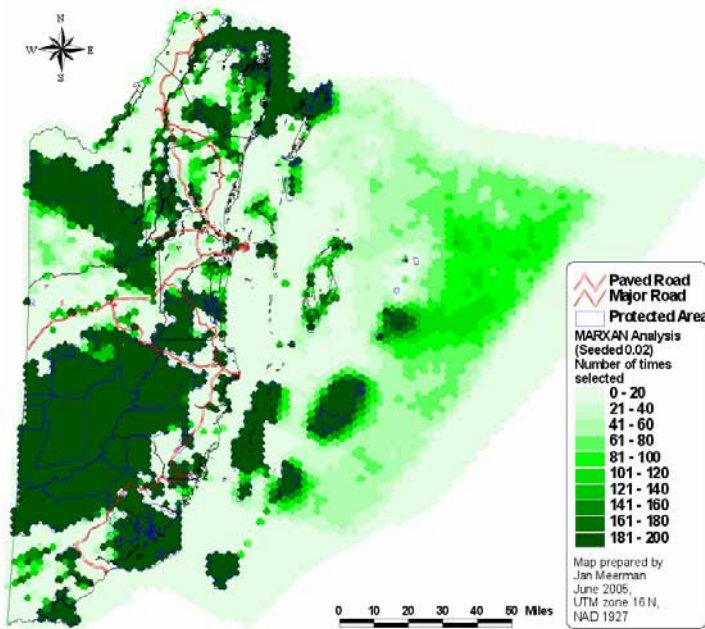 N
W E
S
Paved Road
Major Road
Protected Area
MARXAN Analysis
(Seeded 0.02)
Number of times
selected
0 - 20
21 - 40
41 - 60
61 - 80
81 - 100
101 - 120
121 - 140
141 - 160
161 - 180
181 - 200
Map prepared by
Jan Meerman
June 2005,
UTM zone 16 N,
NAD 1927
0 10 20 30 40 50 Miles